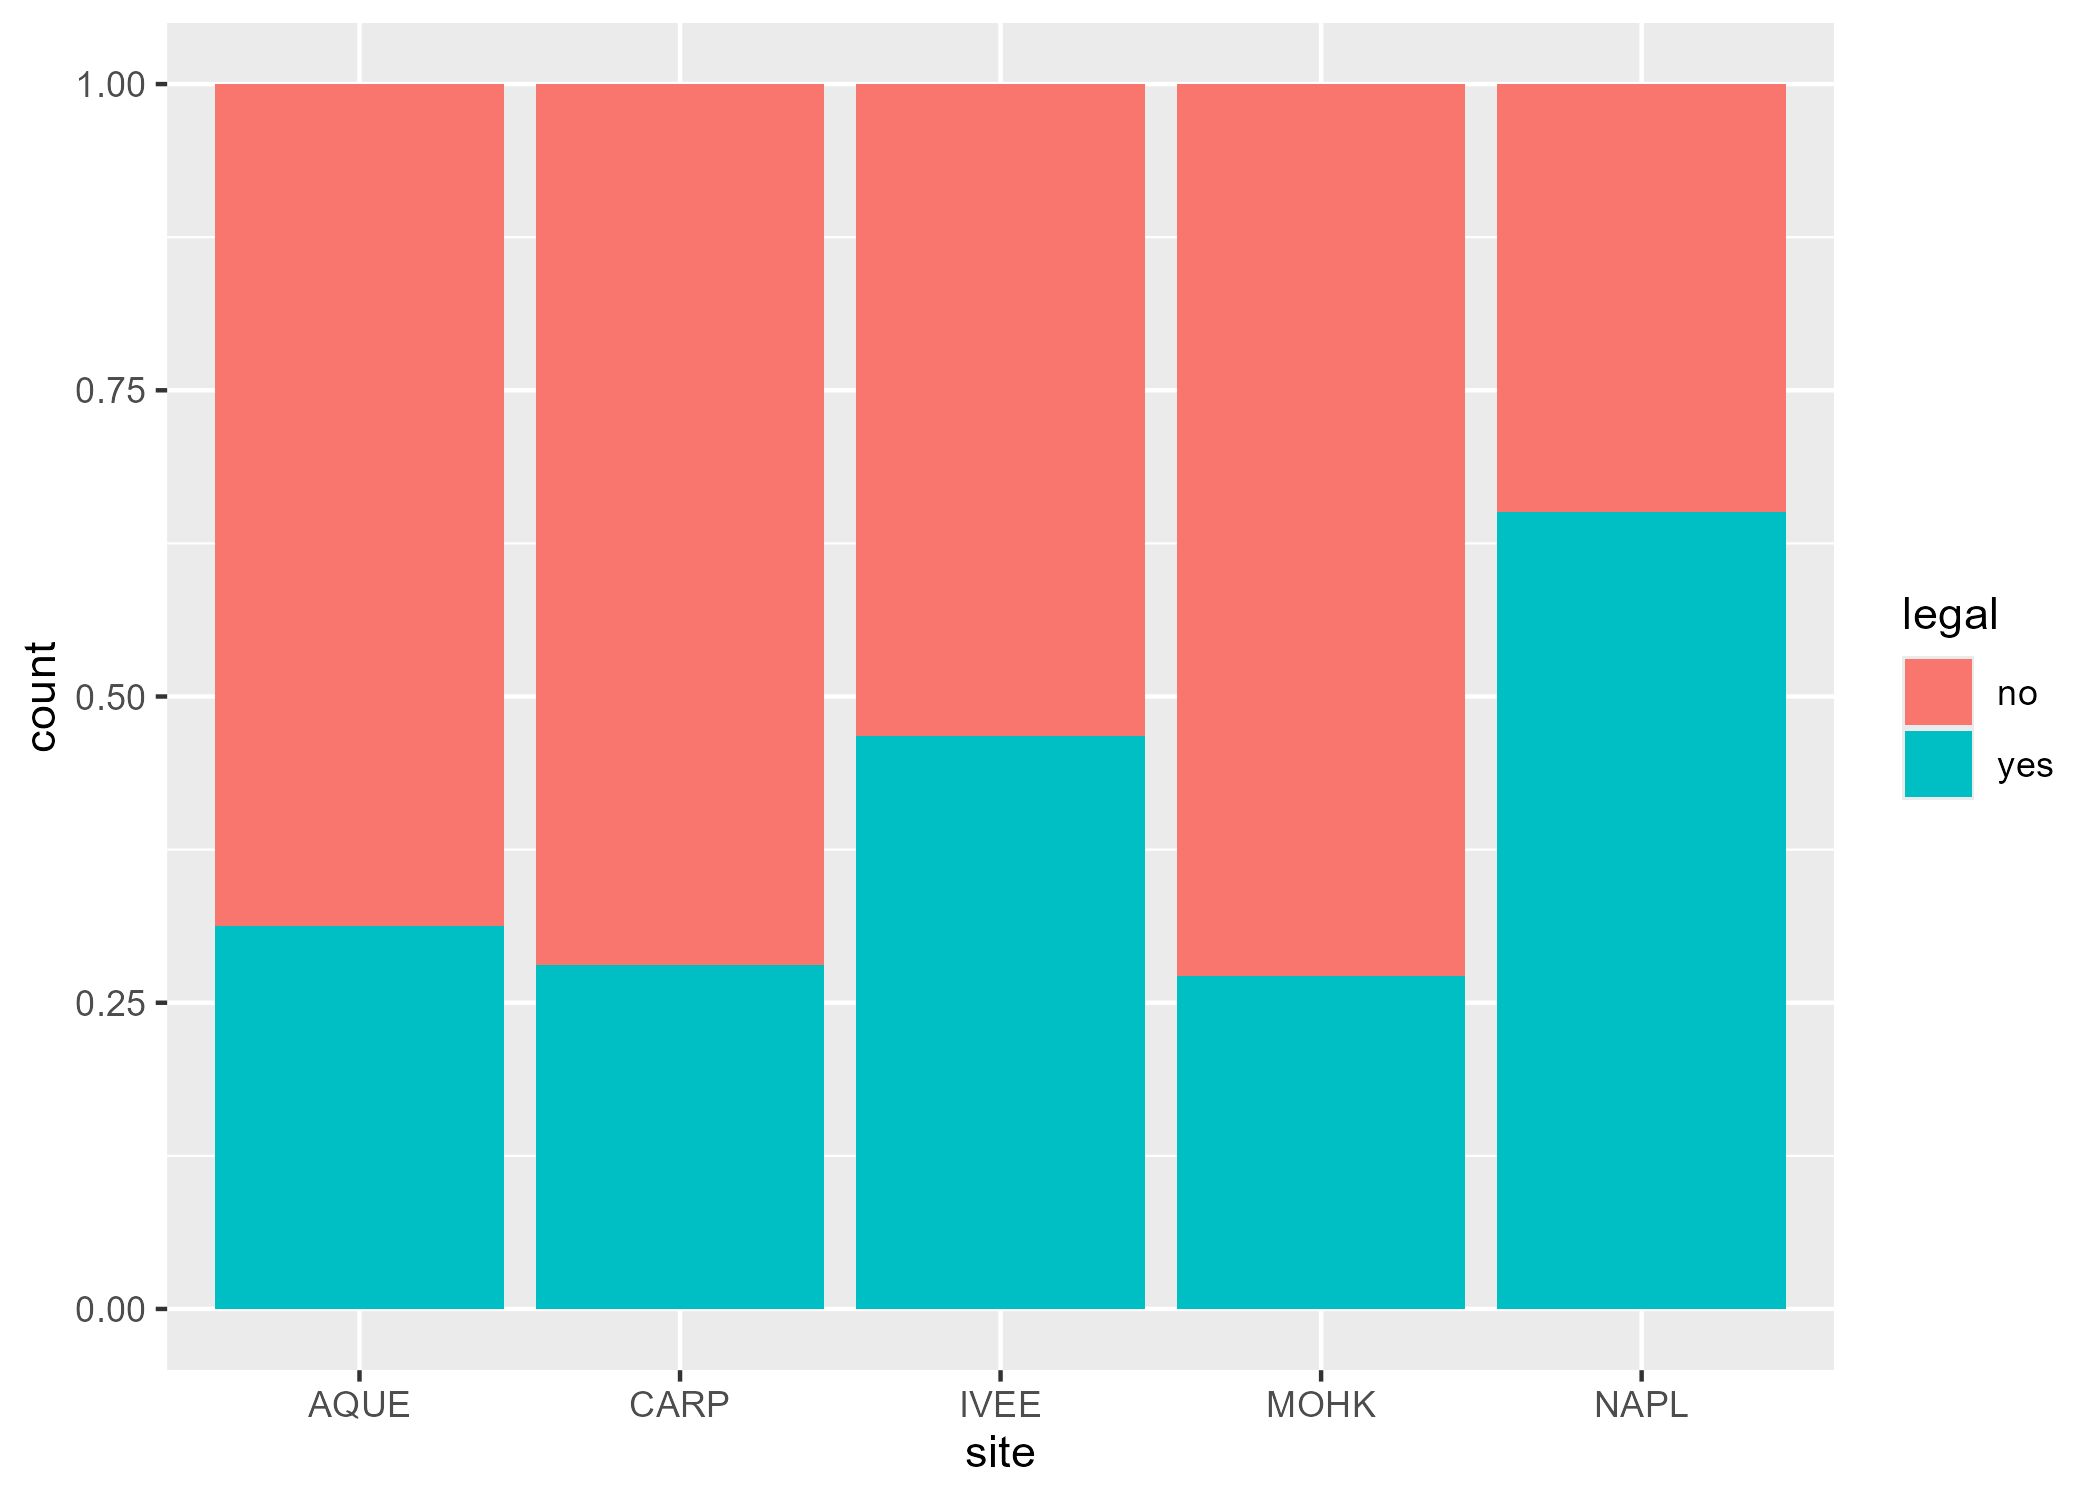 1.00
0.75
0.50
0.25
0.00
count
AQUE CARP IVEE MOHK NAPL
site
legal
no
yes